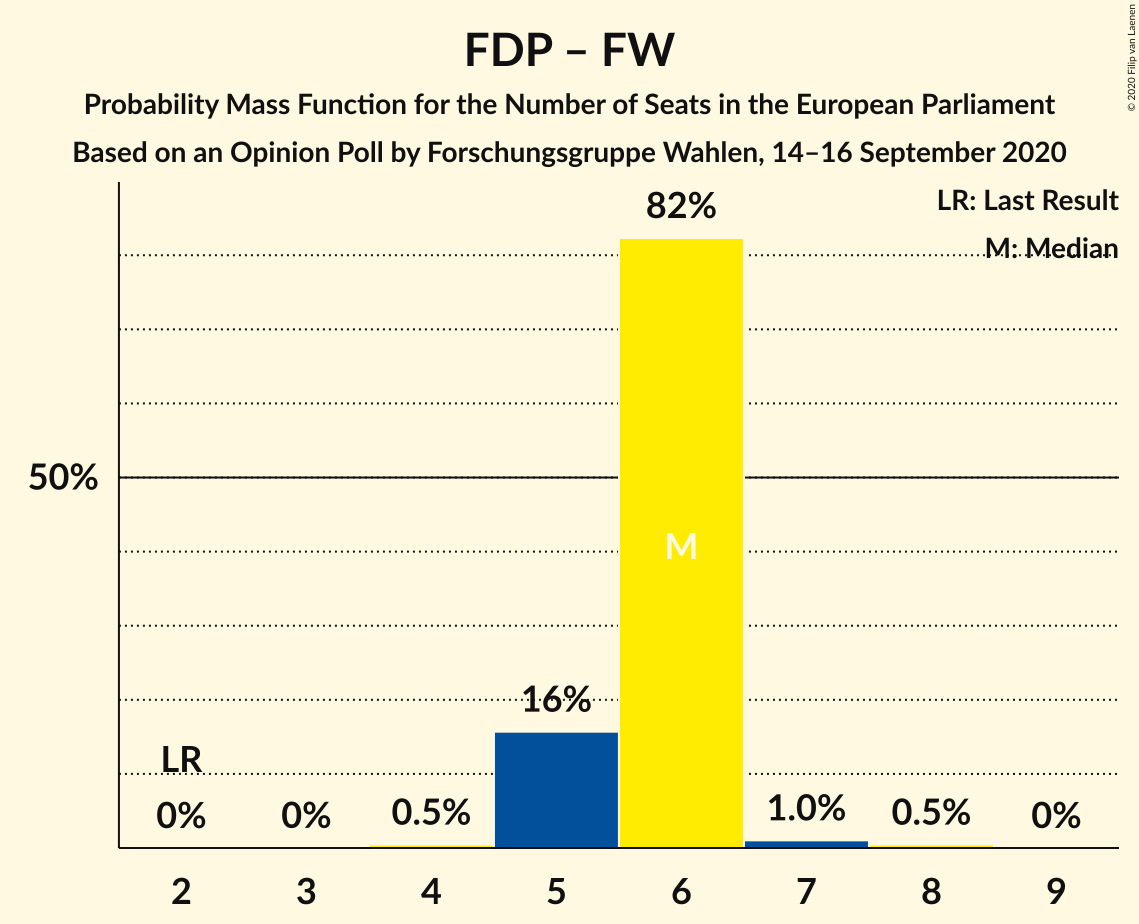 FDP – FW
Probability Mass Function for the Number of Seats in the European Parliament
Based on an Opinion Poll by Forschungsgruppe Wahlen, 14–16 September 2020
© 2020 Filip van Laenen
LR: Last Result
M: Median
82%
50%
M
16%
LR
0% 0% 0.5% 1.0% 0.5% 0%
2 3 4 5 6 7 8 9